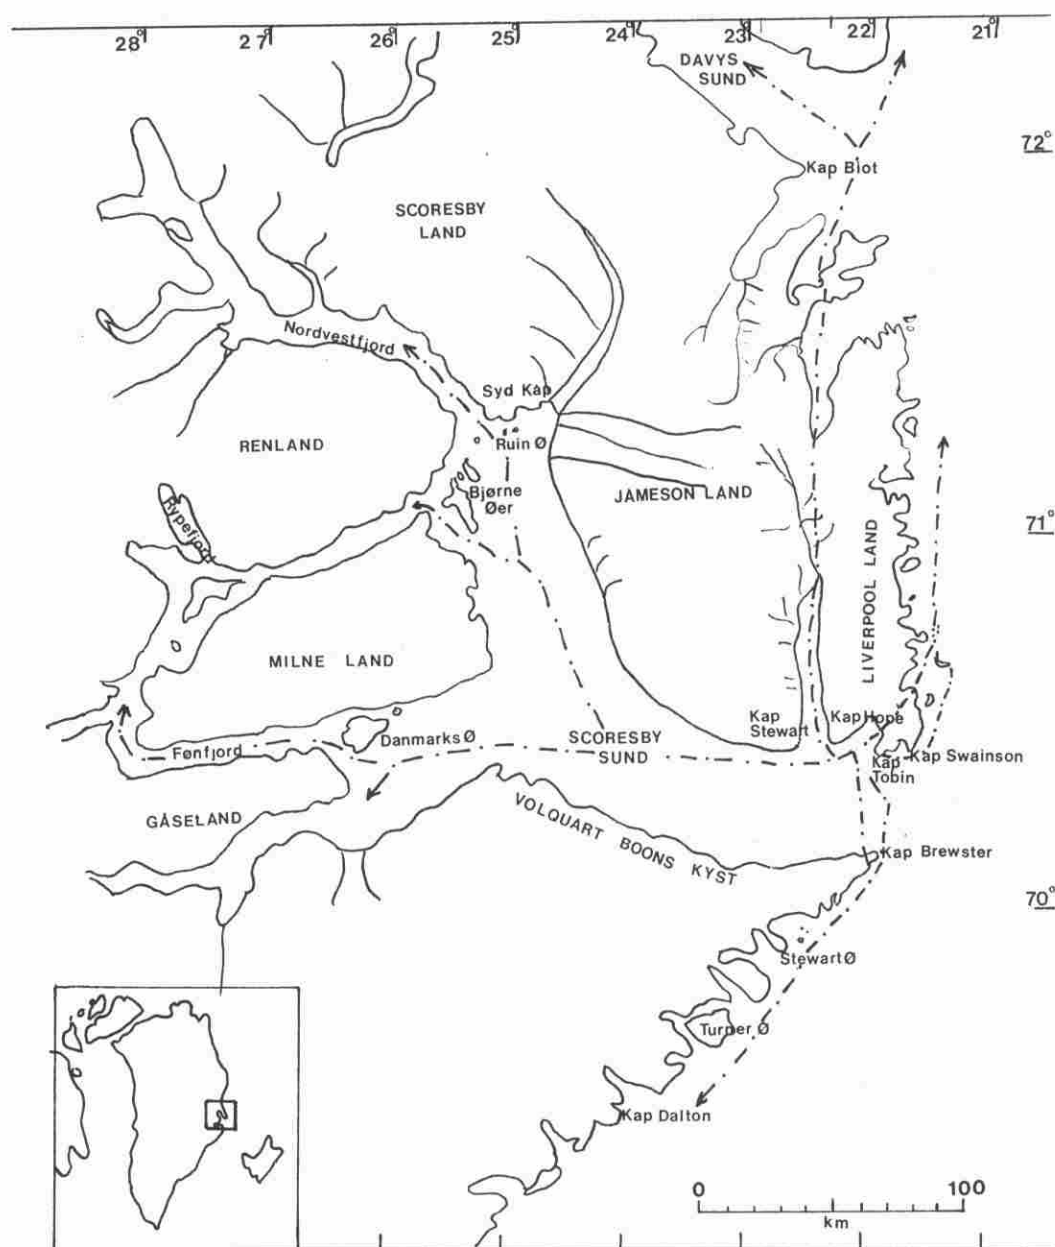 28° 27° 26° 25° 24° 23° 22° 21°
DAVYS
SUND
72°
Kap Biot
SCORESBY
LAND
Nordvestfjord
Syd Kap
Ruin Ø
RENLAND
Bjørne
Øer
JAMESON LAND
Rypefjord
71°
LIVERPOOL LAND
MILNE LAND
Kap
Stewart
Kap Hope
Fønfjord
Danmarks Ø
SCORESBY
SUND
Kap Swainson
Kap
Tobin
GÅSELAND
VOLQUART BOONS KYST
Kap Brewster
70°
Stewart Ø
Turner Ø
Kap Dalton
0 100
km